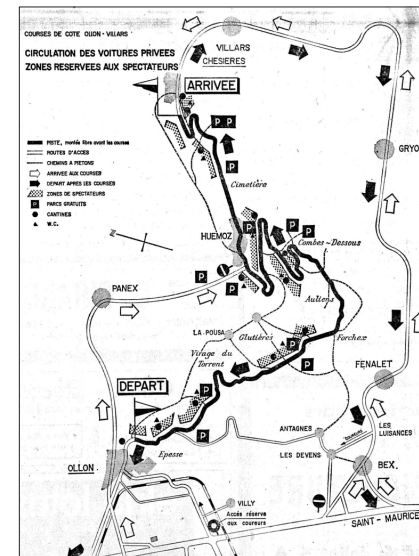 COURSES DE COTE OLLON-VILLARS
CIRCULATION DES VOITURES PRIVEES
ZONES RESERVEES AUX SPECTATEURS
VILLARS
CHESIERES
ARRIVEE
PISTE, montée libre avant les courses
ROUTES D'ACCES
CHEMINS A PIETONS
ARRIVEE AUX COURSES
DEPART APRES LES COURSES
ZONES DE SPECTATEURS
P PARCS GRATUITS
CANTINES
W.C.
N
P P
P
P
GRYO
Cimetière
HUEMOZ
P
P
P
P
Combes-Dessous
P
P
P
PANEX
Auliens
LA POUSA
Glutières
Forchex
P
Virage du
Torrent
P
DEPART
P
P
FENALET
ANTAGNES
LES
LUISANCES
LES DEVENS
Epesse
OLLON
BEX
VILLY
Accès réservé
aux coureurs
SAINT-MAURICE